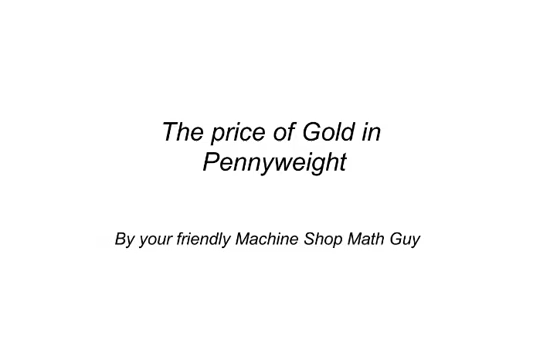 The price of Gold in
Pennyweight
By your friendly Machine Shop Math Guy